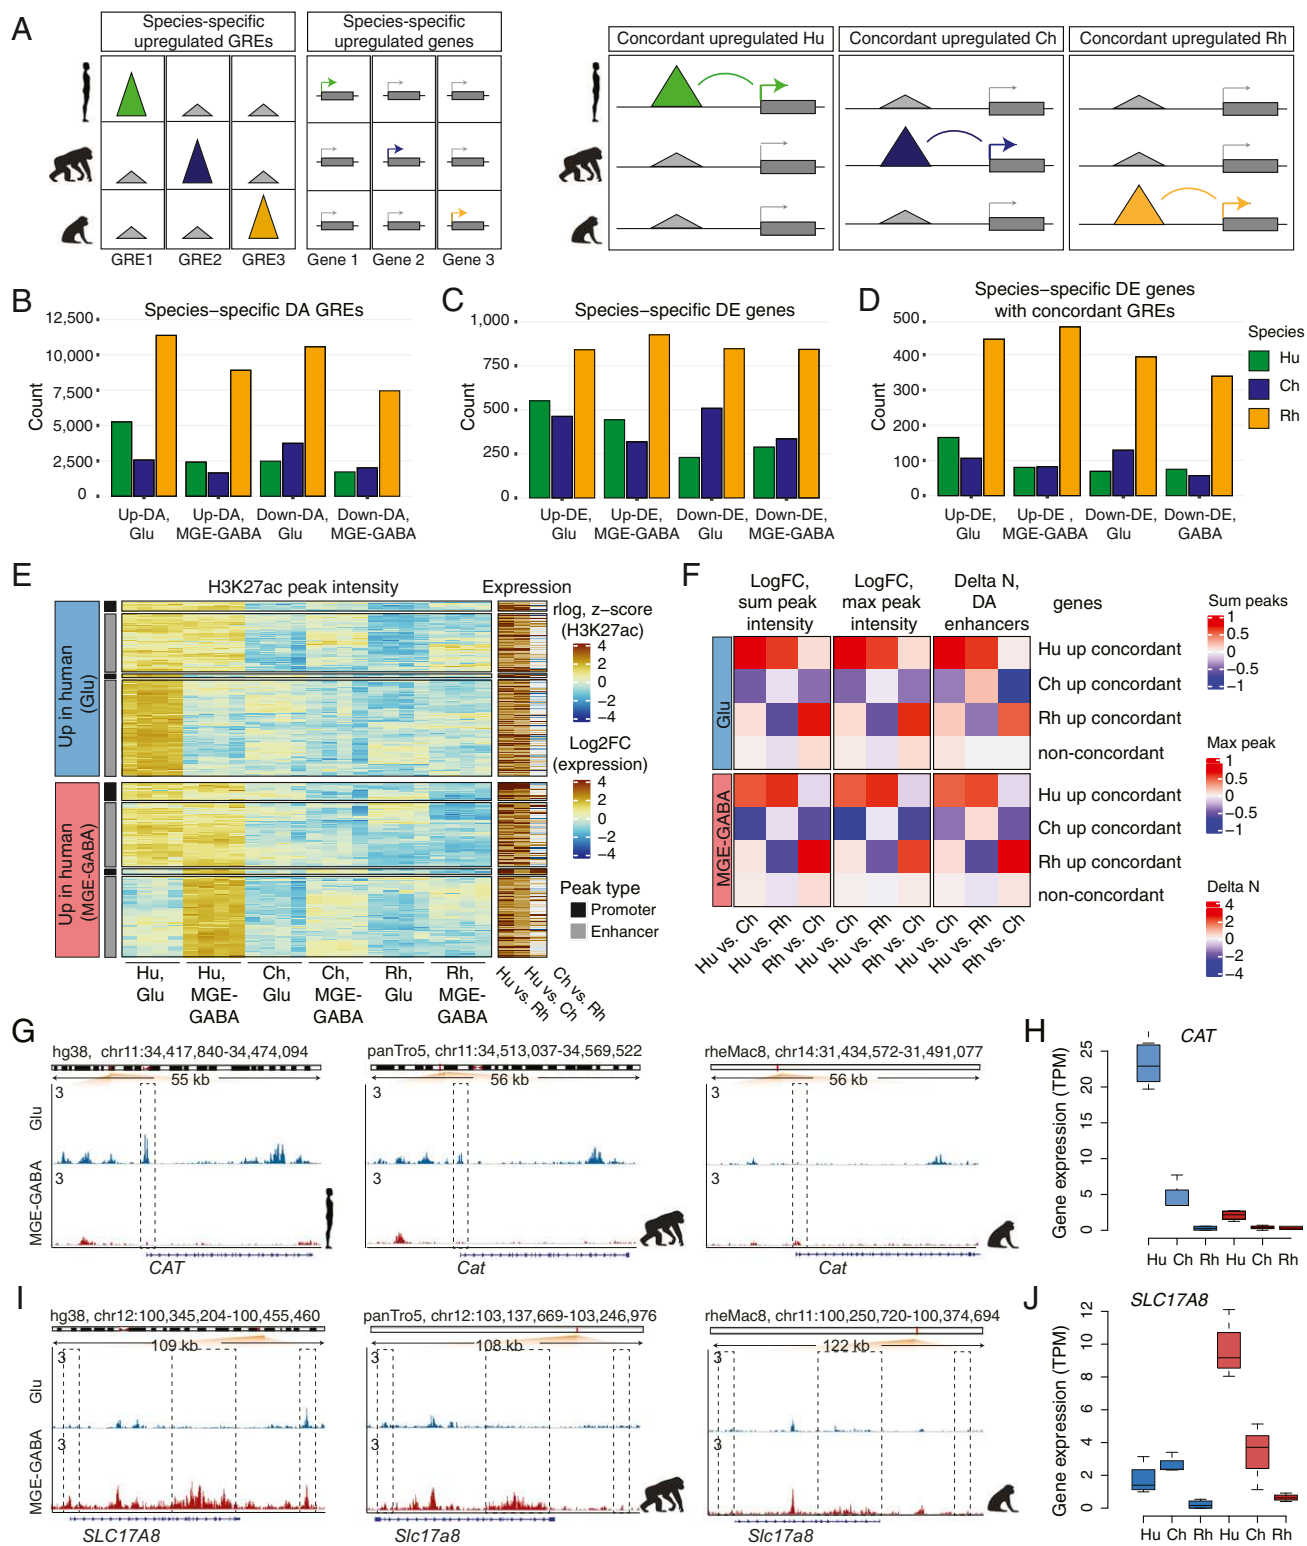 A
Species-specific
upregulated GREs
Species-specific
upregulated genes
Concordant upregulated Hu
Concordant upregulated Ch
Concordant upregulated Rh
GRE1
GRE2
GRE3
Gene 1
Gene 2
Gene 3
B
Species−specific DA GREs
Count
12,500
10,000
7,500
5,000
2,500
0
Up-DA,
Glu
Up-DA,
MGE-GABA
Down-DA,
Glu
Down-DA,
MGE-GABA
C
Species−specific DE genes
Count
1,000
750
500
250
0
Up-DE,
Glu
Up-DE,
MGE-GABA
Down-DE,
Glu
Down-DE,
MGE-GABA
D
Species−specific DE genes
with concordant GREs
Count
500
400
300
200
100
0
Up-DE,
Glu
Up-DE ,
MGE-GABA
Down-DE,
Glu
Down-DE,
GABA
Species
Hu
Ch
Rh
E
H3K27ac peak intensity
Expression
Up in human
(Glu)
Up in human
(MGE-GABA)
rlog, z−score
(H3K27ac)
4
2
0
−2
−4
Log2FC
(expression)
4
2
0
−2
−4
Peak type
Promoter
Enhancer
Hu,
Glu
Hu,
MGE-
GABA
Ch,
Glu
Ch,
MGE-
GABA
Rh,
Glu
Rh,
MGE-
GABA
Hu vs. Rh
Hu vs. Ch
Ch vs. Rh
F
LogFC,
sum peak
intensity
LogFC,
max peak
intensity
Delta N,
DA
enhancers
genes
Glu
Hu up concordant
Ch up concordant
Rh up concordant
non-concordant
MGE-GABA
Hu up concordant
Ch up concordant
Rh up concordant
non-concordant
Hu vs. Ch
Hu vs. Rh
Rh vs. Ch
Hu vs. Ch
Hu vs. Rh
Rh vs. Ch
Hu vs. Ch
Hu vs. Rh
Rh vs. Ch
Sum peaks
1
0.5
0
−0.5
−1
Max peak
1
0.5
0
−0.5
−1
Delta N
4
2
0
−2
−4
G
hg38, chr11:34,417,840-34,474,094
55 kb
3
Glu
3
MGE-GABA
CAT
panTro5, chr11:34,513,037-34,569,522
56 kb
3
3
Cat
rheMac8, chr14:31,434,572-31,491,077
56 kb
3
3
Cat
H
CAT
Gene expression (TPM)
25
20
15
10
5
0
Hu Ch Rh Hu Ch Rh
I
hg38, chr12:100,345,204-100,455,460
109 kb
3
Glu
3
MGE-GABA
SLC17A8
panTro5, chr12:103,137,669-103,246,976
108 kb
3
3
Slc17a8
rheMac8, chr11:100,250,720-100,374,694
122 kb
3
3
Slc17a8
J
SLC17A8
Gene expression (TPM)
12
10
8
6
4
2
0
Hu Ch Rh Hu Ch Rh